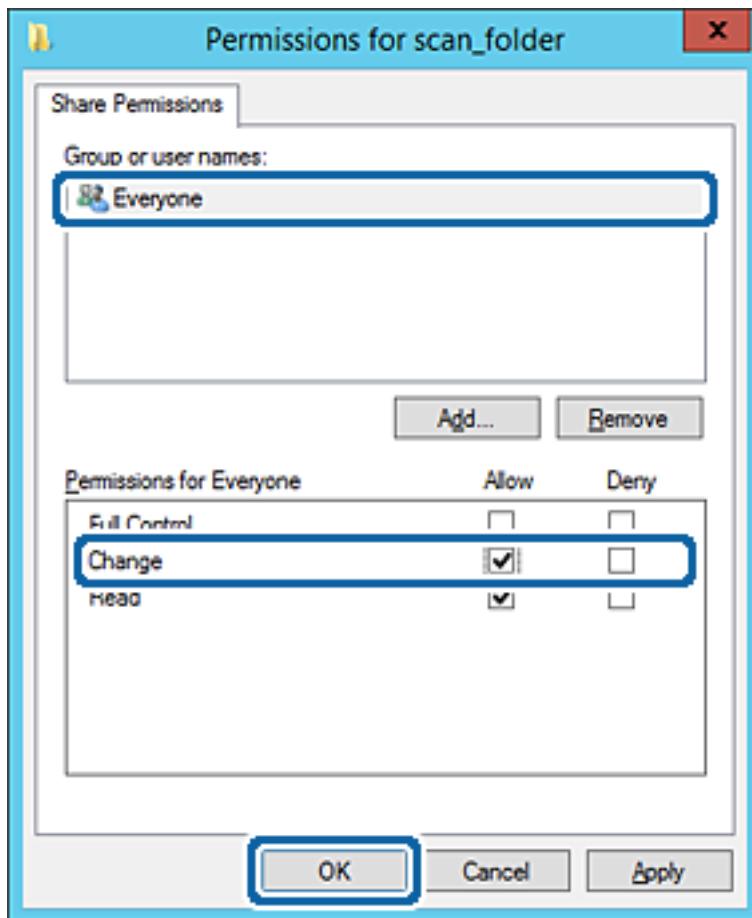 Permissions for scan_folder
x
Share Permissions
Group or user names:
Everyone
Add... Remove
Permissions for Everyone Allow Deny
Full Control
Change
Read
OK Cancel Apply